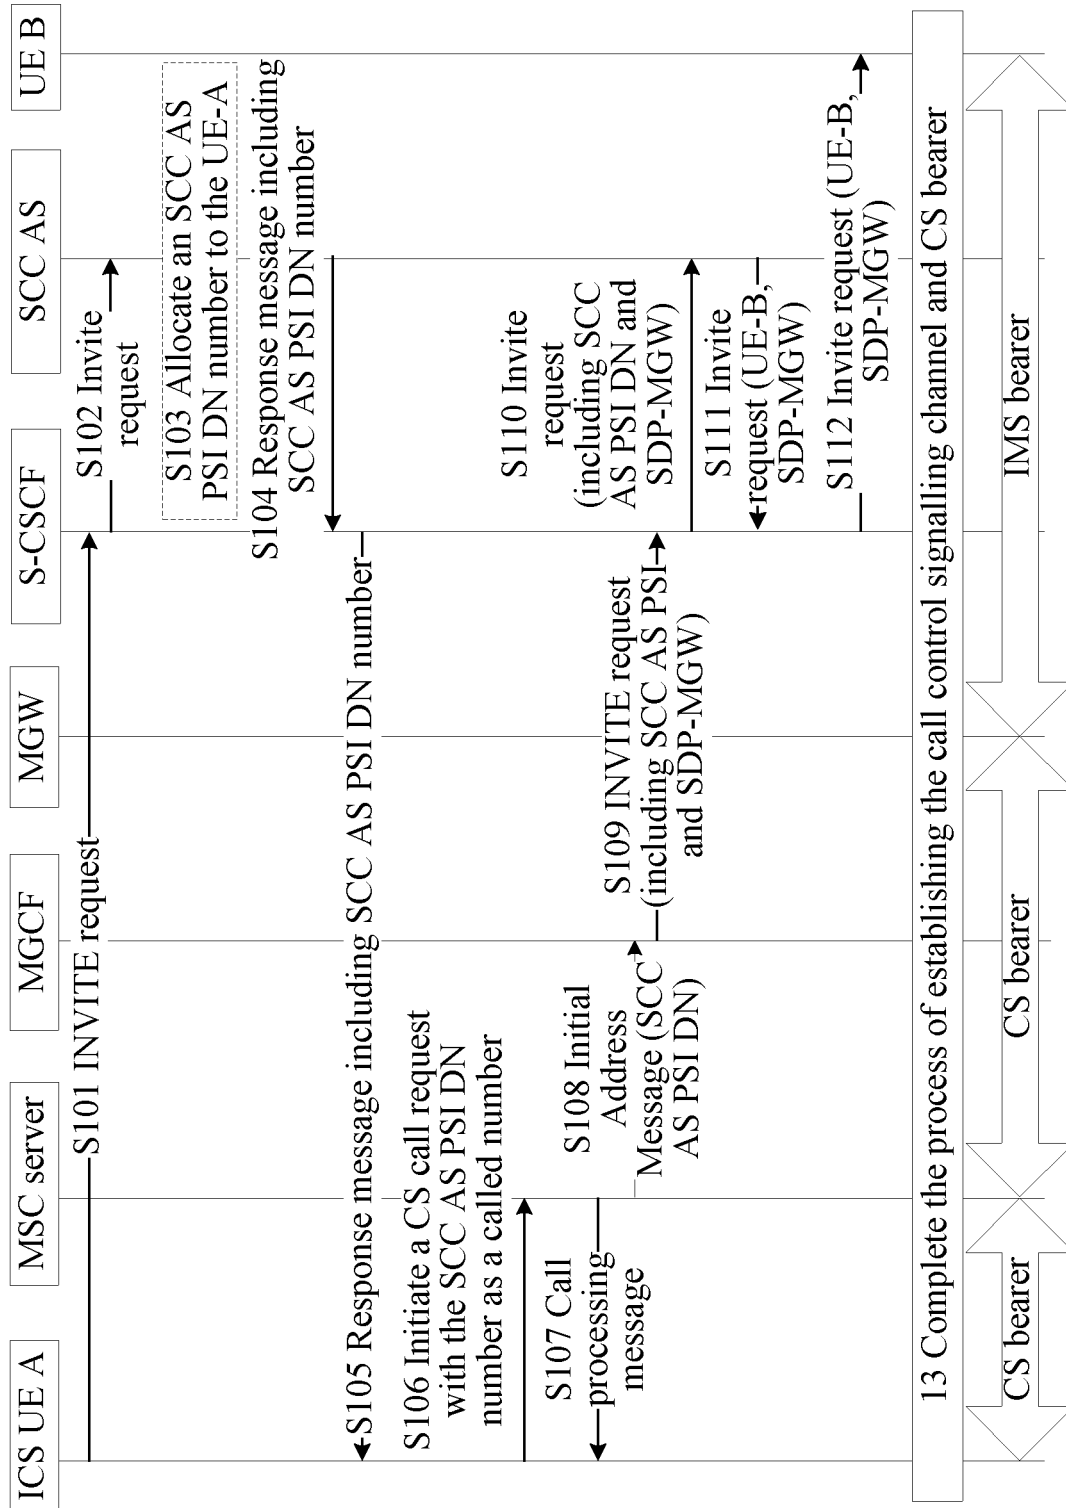 ICS UE A
MSC server
MGCF
MGW
S-CSCF
SCC AS
UE B
S101 INVITE request
S102 Invite
request
S103 Allocate an SCC AS
PSI DN number to the UE-A
S104 Response message including
SCC AS PSI DN number
S105 Response message including SCC AS PSI DN number
S106 Initiate a CS call request
with the SCC AS PSI DN
number as a called number
S107 Call
processing
message
S108 Initial
Address
Message (SCC
AS PSI DN)
S109 INVITE request
(including SCC AS PSI
and SDP-MGW)
S110 Invite
request
(including SCC
AS PSI DN and
SDP-MGW)
S111 Invite
request (UE-B,
SDP-MGW)
S112 Invite request (UE-B,
SDP-MGW)
13 Complete the process of establishing the call control signalling channel and CS bearer
CS bearer
CS bearer
IMS bearer